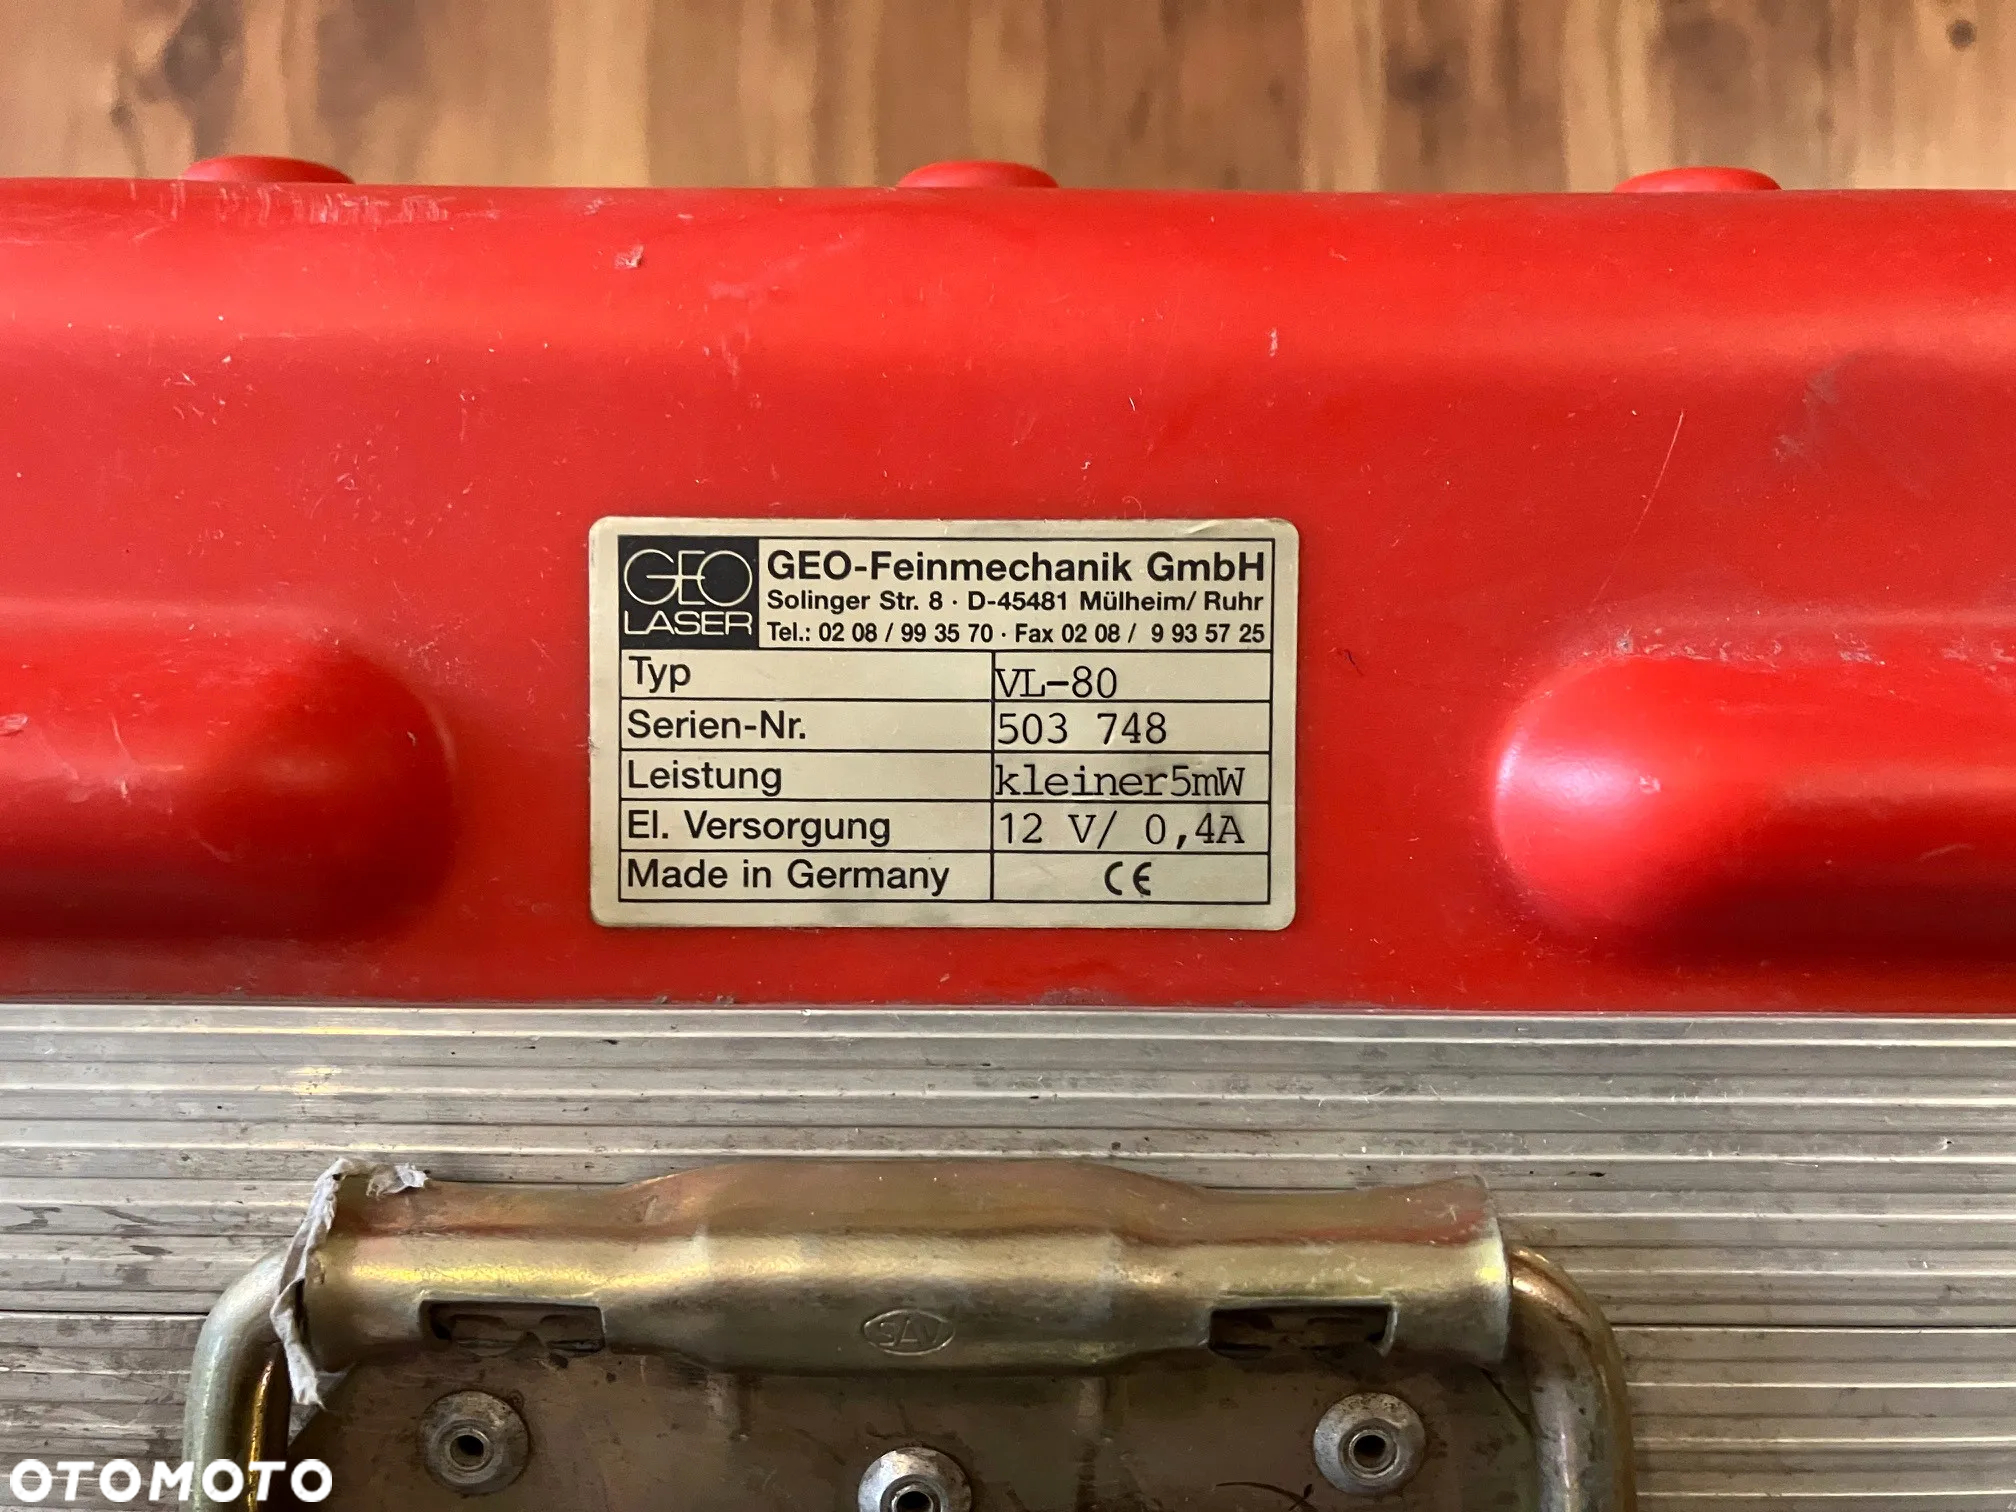 GEO
LASER
GEO-Feinmechanik GmbH
Solinger Str. 8 · D-45481 Mülheim/ Ruhr
Tel.: 02 08 / 99 35 70 · Fax 02 08 / 9 93 57 25
Typ VL-80
Serien-Nr. 503 748
Leistung kleiner5mW
El. Versorgung 12 V/ 0,4A
Made in Germany CE
SAV
OTOMOTO